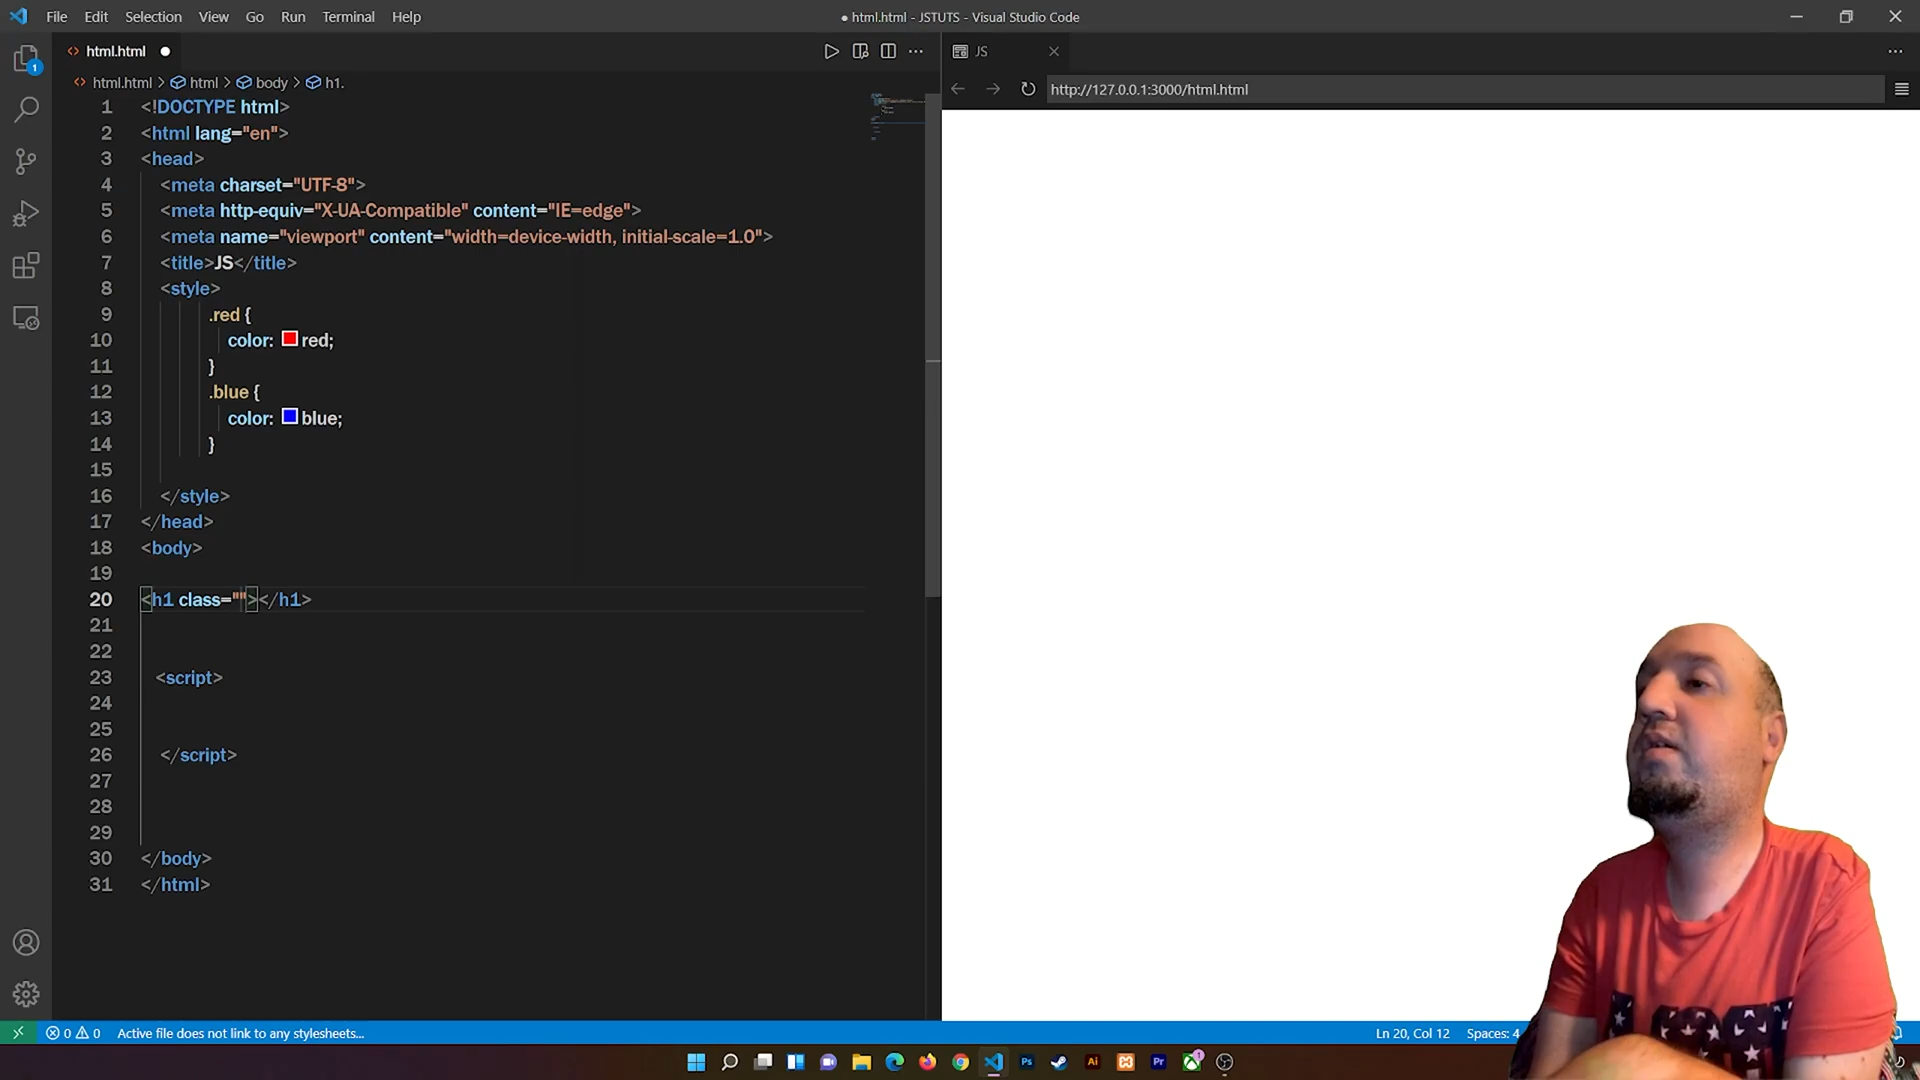 File Edit Selection View Go Run Terminal Help
● html.html - JSTUTS - Visual Studio Code
html.html ●
JS
html.html > html > body > h1.
http://127.0.0.1:3000/html.html
1 <!DOCTYPE html>
2 <html lang="en">
3 <head>
4 <meta charset="UTF-8">
5 <meta http-equiv="X-UA-Compatible" content="IE=edge">
6 <meta name="viewport" content="width=device-width, initial-scale=1.0">
7 <title>JS</title>
8 <style>
9 .red {
10 color: red;
11 }
12 .blue {
13 color: blue;
14 }
15
16 </style>
17 </head>
18 <body>
19
20 <h1 class=""></h1>
21
22
23 <script>
24
25
26 </script>
27
28
29
30 </body>
31 </html>
1
0 0 Active file does not link to any stylesheets...
Ln 20, Col 12 Spaces: 4
Ps Ai Pr 1